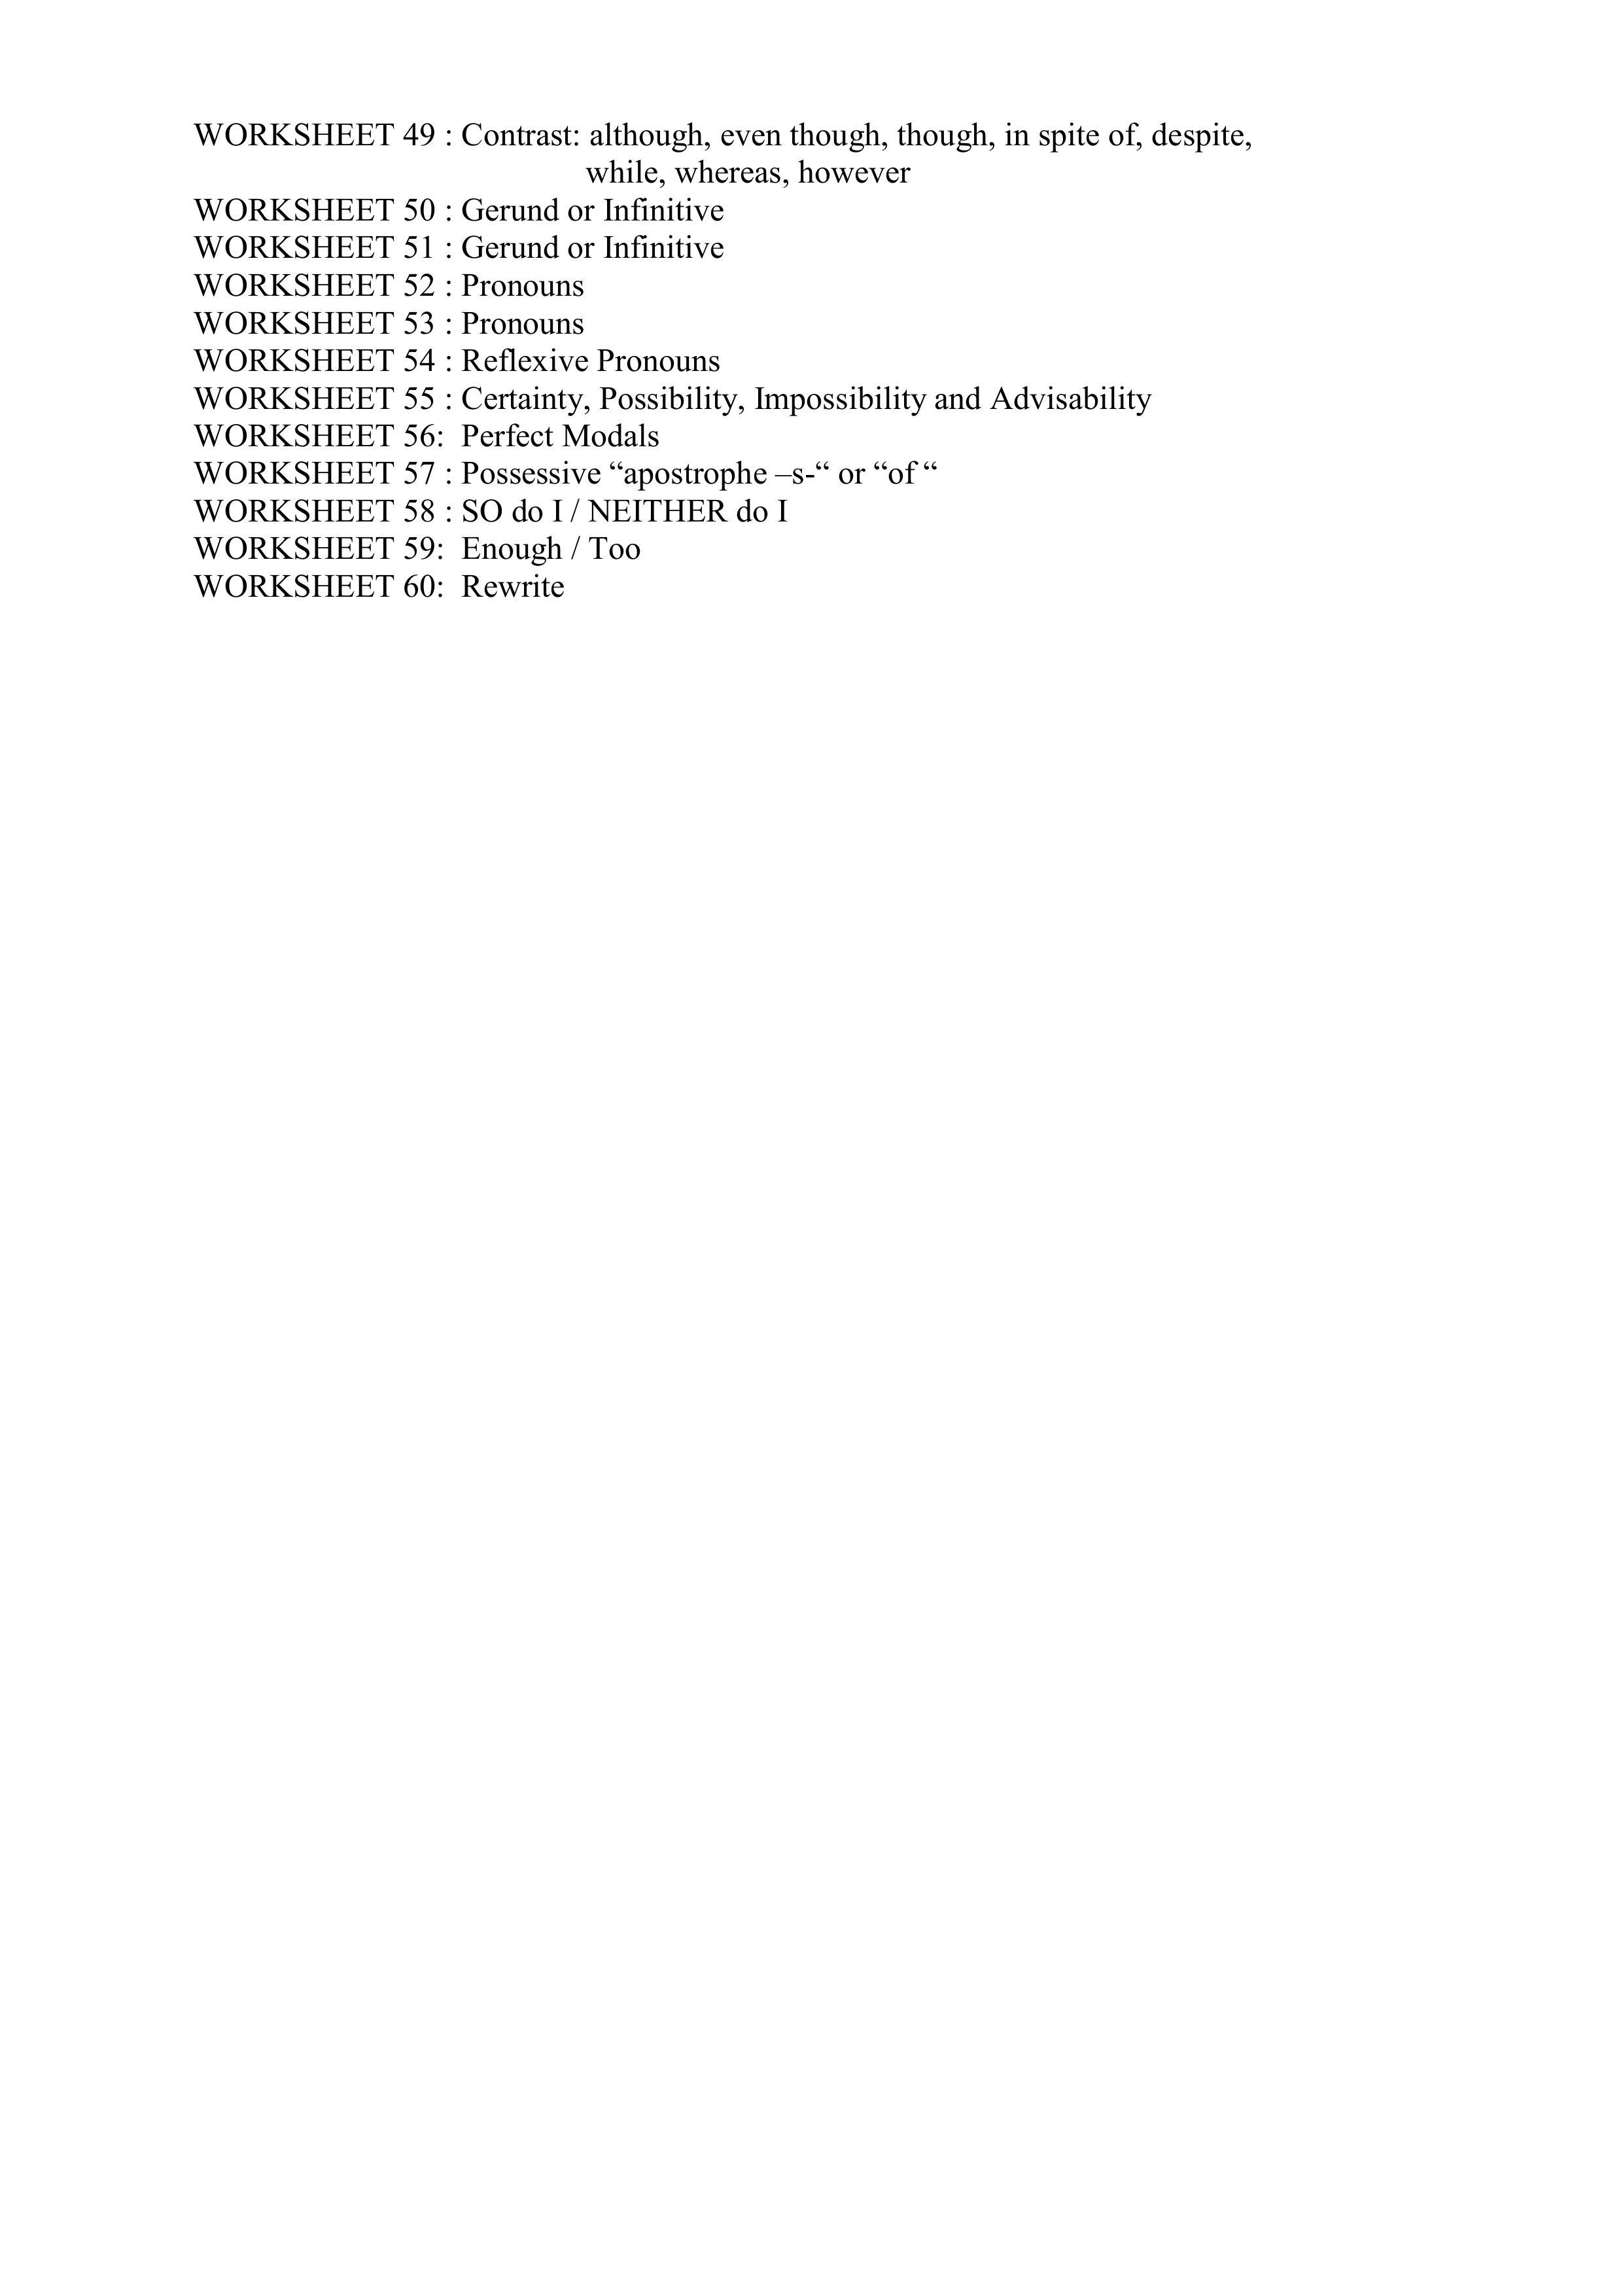 WORKSHEET 49 : Contrast: although, even though, though, in spite of, despite,
while, whereas, however
WORKSHEET 50 : Gerund or Infinitive
WORKSHEET 51 : Gerund or Infinitive
WORKSHEET 52 : Pronouns
WORKSHEET 53 : Pronouns
WORKSHEET 54 : Reflexive Pronouns
WORKSHEET 55 : Certainty, Possibility, Impossibility and Advisability
WORKSHEET 56:  Perfect Modals
WORKSHEET 57 : Possessive “apostrophe –s-“ or “of “
WORKSHEET 58 : SO do I / NEITHER do I
WORKSHEET 59:  Enough / Too
WORKSHEET 60:  Rewrite